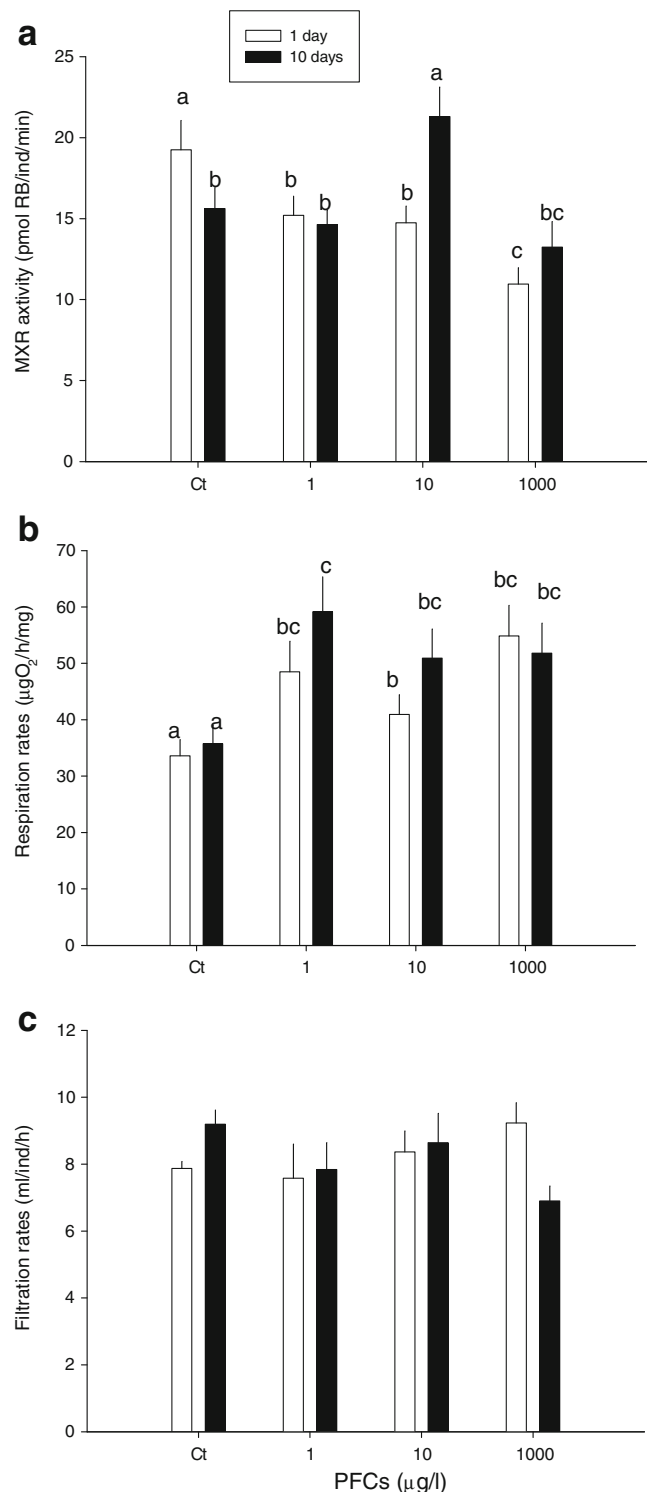 a
1 day
10 days
MXR axtivity (pmol RB/ind/min)
25
20
15
10
5
0
a
b
b
b
b
a
c
bc
Ct
1
10
1000
b
Respiration rates (µgO₂/h/mg)
70
60
50
40
30
20
10
0
a
a
bc
c
b
bc
bc
bc
Ct
1
10
1000
c
Filtration rates (ml/ind/h)
12
10
8
6
4
2
0
Ct
1
10
1000
PFCs (µg/l)